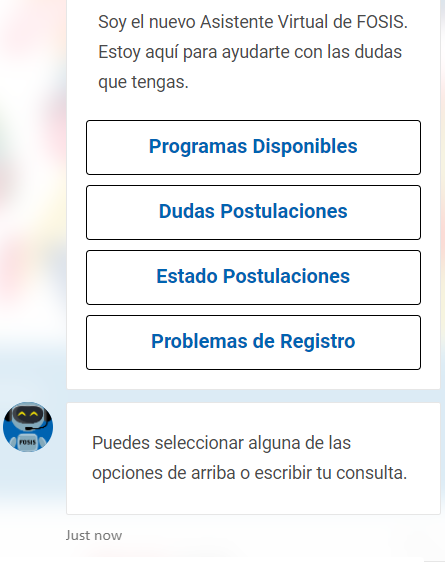 Soy el nuevo Asistente Virtual de FOSIS.
Estoy aquí para ayudarte con las dudas
que tengas.
Programas Disponibles
Dudas Postulaciones
Estado Postulaciones
Problemas de Registro
FOSIS
Puedes seleccionar alguna de las
opciones de arriba o escribir tu consulta.
Just now